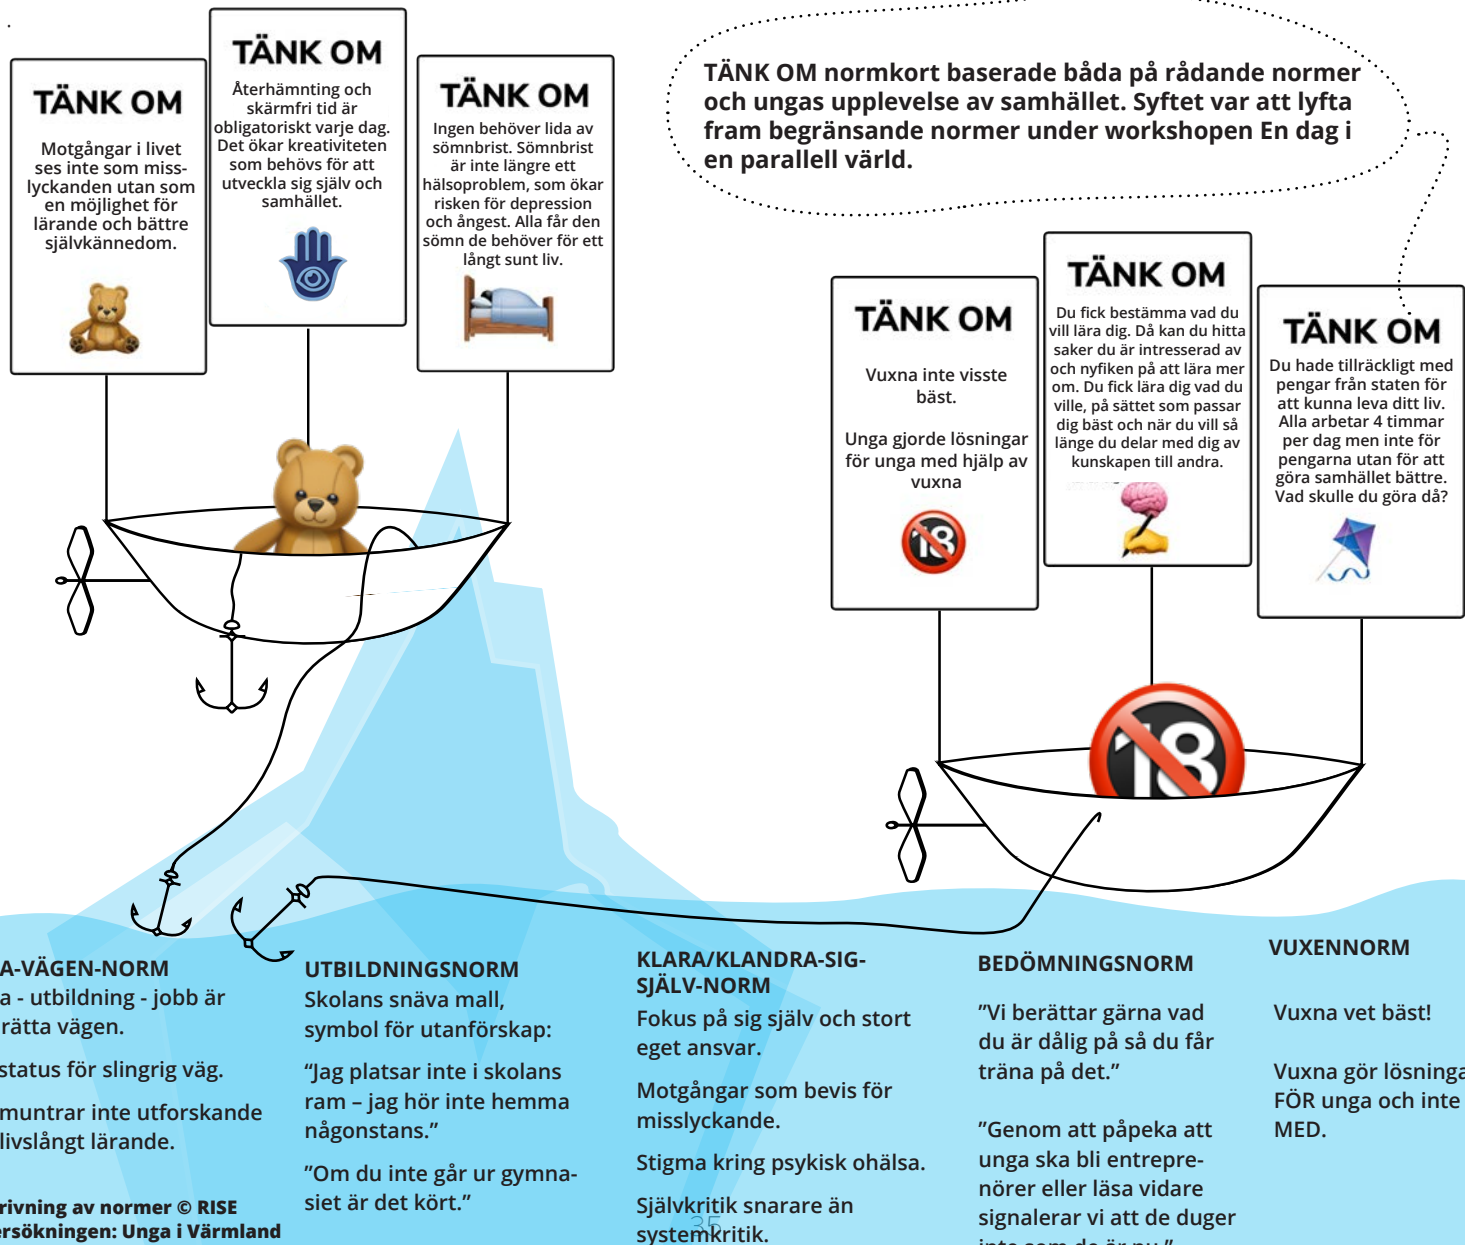 TÄNK OM
Motgångar i livet
ses inte som miss-
lyckanden utan som
en möjlighet för
lärande och bättre
självkännedom.
TÄNK OM
Återhämnting och
skärmfri tid är
obligatoriskt varje dag.
Det ökar kreativiteten
som behövs för att
utveckla sig själv och
samhället.
TÄNK OM
Ingen behöver lida av
sömnbrist. Sömnbrist
är inte längre ett
hälsoproblem, som ökar
risken för depression
och ångest. Alla får den
sömn de behöver för ett
långt sunt liv.
TÄNK OM normkort baserade båda på rådande normer
och ungas upplevelse av samhället. Syftet var att lyfta
fram begränsande normer under workshopen En dag i
en parallell värld.
TÄNK OM
Vuxna inte visste
bäst.
Unga gjorde lösningar
för unga med hjälp av
vuxna
18
TÄNK OM
Du fick bestämma vad du
vill lära dig. Då kan du hitta
saker du är intresserad av
och nyfiken på att lära mer
om. Du fick lära dig vad du
ville, på sättet som passar
dig bäst och när du vill så
länge du delar med dig av
kunskapen till andra.
TÄNK OM
Du hade tillräckligt med
pengar från staten för
att kunna leva ditt liv.
Alla arbetar 4 timmar
per dag men inte för
pengarna utan för att
göra samhället bättre.
Vad skulle du göra då?
18
A-VÄGEN-NORM
a - utbildning - jobb är
rätta vägen.
status för slingrig väg.
muntrar inte utforskande
livslångt lärande.
rivning av normer © RISE
ersökningen: Unga i Värmland
UTBILDNINGSNORM
Skolans snäva mall,
symbol för utanförskap:
“Jag platsar inte i skolans
ram – jag hör inte hemma
någonstans.”
”Om du inte går ur gymna-
siet är det kört.”
KLARA/KLANDRA-SIG-
SJÄLV-NORM
Fokus på sig själv och stort
eget ansvar.
Motgångar som bevis för
misslyckande.
Stigma kring psykisk ohälsa.
Självkritik snarare än
systemkritik.
35
BEDÖMNINGSNORM
”Vi berättar gärna vad
du är dålig på så du får
träna på det.”
”Genom att påpeka att
unga ska bli entrepre-
nörer eller läsa vidare
signalerar vi att de duger
inte som de är nu.”
VUXENNORM
Vuxna vet bäst!
Vuxna gör lösninga
FÖR unga och inte
MED.